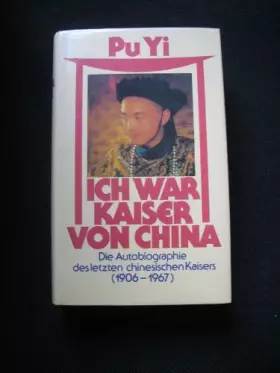 Pu Yi
ICH WAR
KAISER
VON CHINA
Die Autobiographie
des letzten chinesischen Kaisers
(1906–1967)